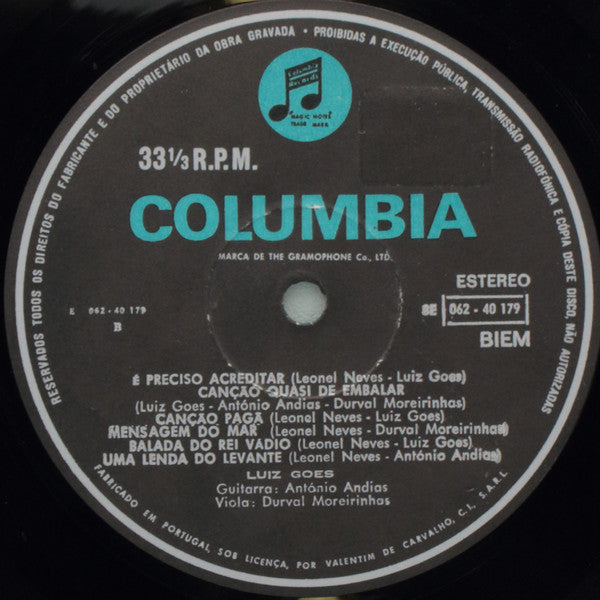 RESERVADOS TODOS OS DIREITOS DO FABRICANTE E DO PROPRIETÁRIO DA OBRA GRAVADA • PROIBIDAS A EXECUÇÃO PÚBLICA, TRANSMISSÃO RADIOFÓNICA E CÓPIA DESTE DISCO, NÃO AUTORIZADAS
Columbia
Records
"MAGIC NOTES"
TRADE MARK
33 1/3 R.P.M.
COLUMBIA
MARCA DE THE GRAMOPHONE Co., LTD.
ESTEREO
E 062-40 179
SE 062 - 40 179
B
BIEM
É PRECISO ACREDITAR (Leonel Neves - Luiz Goes)
CANÇÃO QUASI DE EMBALAR
(Luiz Goes - António Andias - Durval Moreirinhas)
CANÇÃO PAGÃ (Leonel Neves - Luiz Goes)
MENSAGEM DO MAR (Leonel Neves - Durval Moreirinhas)
BALADA DO REI VADIO (Leonel Neves - Luiz Goes)
UMA LENDA DO LEVANTE (Leonel Neves - António Andias)
LUIZ GOES
Guitarra: António Andias
Viola: Durval Moreirinhas
FABRICADO EM PORTUGAL, SOB LICENÇA, POR VALENTIM DE CARVALHO, C.I., S.A.R.L.